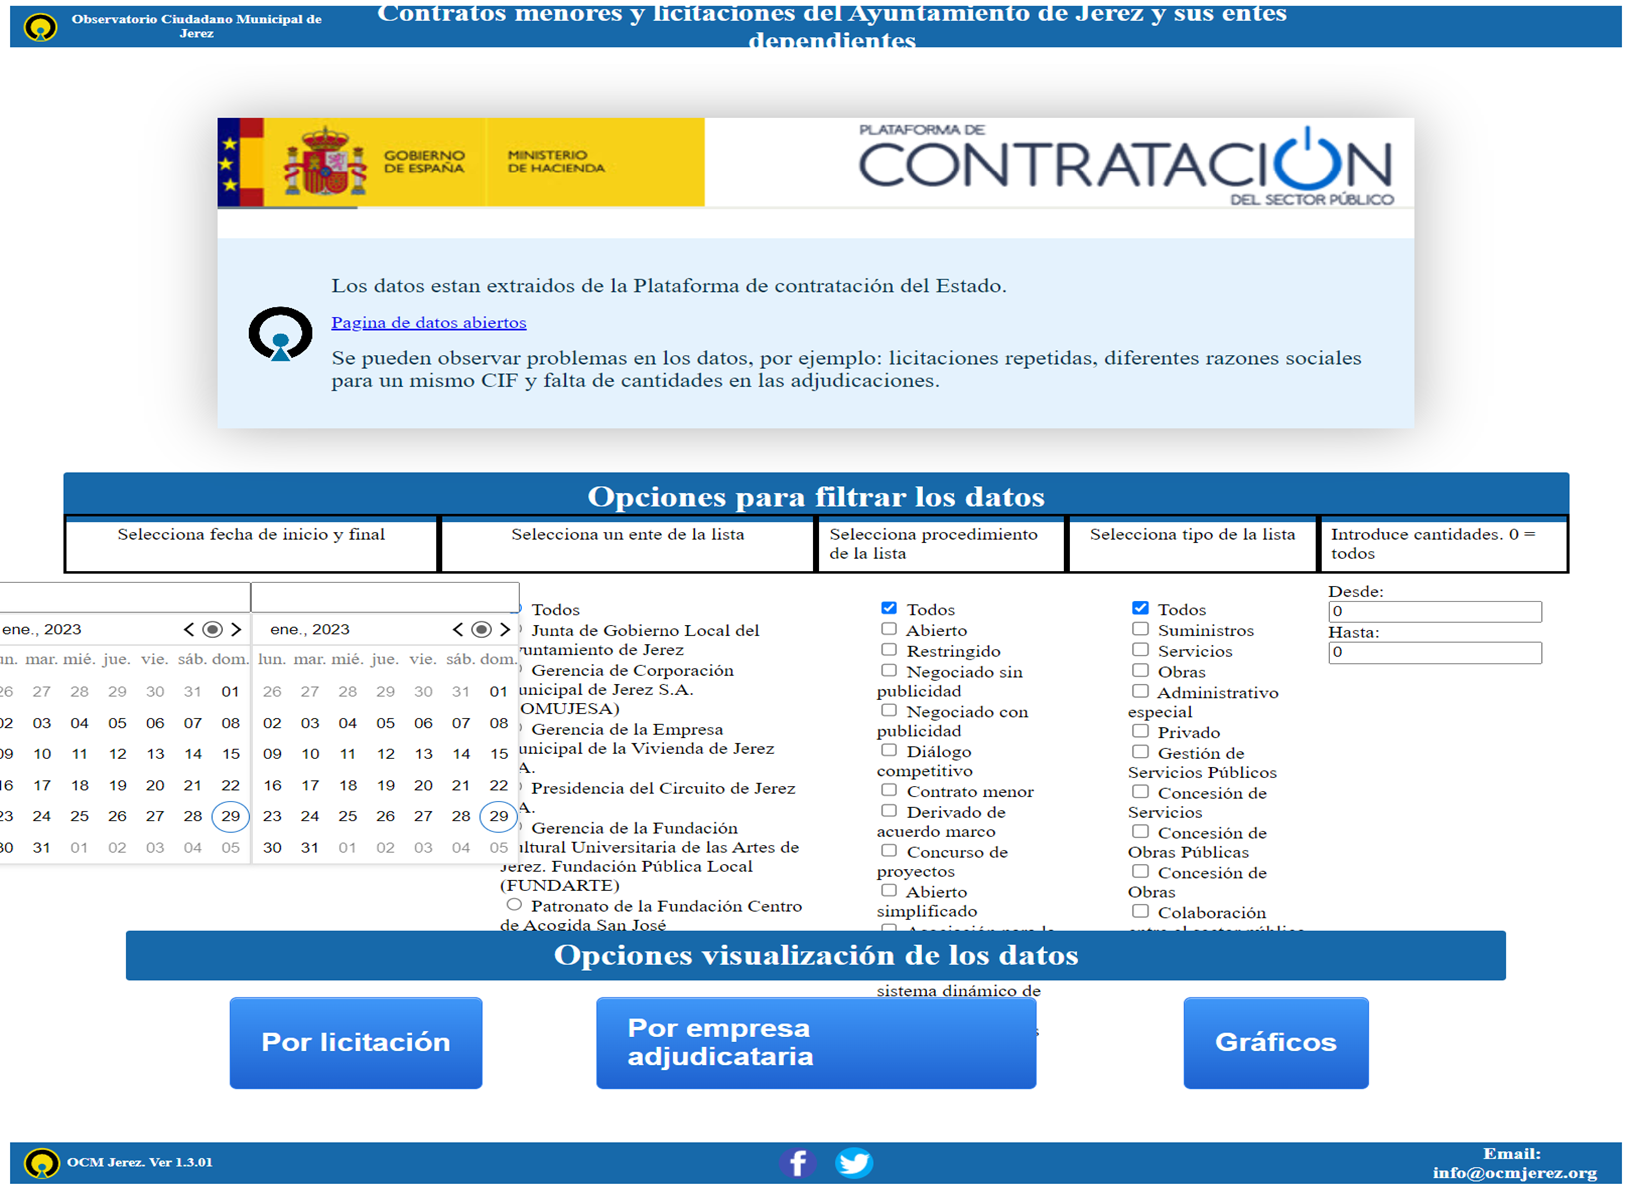 Observatorio Ciudadano Municipal de
Jerez
Contratos menores y licitaciones del Ayuntamiento de Jerez y sus entes
dependientes
GOBIERNO
DE ESPAÑA
MINISTERIO
DE HACIENDA
PLATAFORMA DE
CONTRATACIÓN
DEL SECTOR PÚBLICO
Los datos estan extraidos de la Plataforma de contratación del Estado.
Pagina de datos abiertos
Se pueden observar problemas en los datos, por ejemplo: licitaciones repetidas, diferentes razones sociales
para un mismo CIF y falta de cantidades en las adjudicaciones.
Opciones para filtrar los datos
Selecciona fecha de inicio y final
Selecciona un ente de la lista
Selecciona procedimiento
de la lista
Selecciona tipo de la lista
Introduce cantidades. 0 =
todos
ene., 2023
un. mar. mié. jue. vie. sáb. dom.
26 27 28 29 30 31 01
02 03 04 05 06 07 08
09 10 11 12 13 14 15
16 17 18 19 20 21 22
23 24 25 26 27 28 29
30 31 01 02 03 04 05
ene., 2023
lun. mar. mié. jue. vie. sáb. dom.
26 27 28 29 30 31 01
02 03 04 05 06 07 08
09 10 11 12 13 14 15
16 17 18 19 20 21 22
23 24 25 26 27 28 29
30 31 01 02 03 04 05
Todos
Junta de Gobierno Local del
yuntamiento de Jerez
Gerencia de Corporación
unicipal de Jerez S.A.
OMUJESA)
Gerencia de la Empresa
unicipal de la Vivienda de Jerez
A.
Presidencia del Circuito de Jerez
A.
Gerencia de la Fundación
ultural Universitaria de las Artes de
Jerez. Fundación Pública Local
(FUNDARTE)
Patronato de la Fundación Centro
de Acogida San José
Todos
Abierto
Restringido
Negociado sin
publicidad
Negociado con
publicidad
Diálogo
competitivo
Contrato menor
Derivado de
acuerdo marco
Concurso de
proyectos
Abierto
simplificado
Asociación para la
sistema dinámico de
s
Todos
Suministros
Servicios
Obras
Administrativo
especial
Privado
Gestión de
Servicios Públicos
Concesión de
Servicios
Concesión de
Obras Públicas
Concesión de
Obras
Colaboración
entre el sector público
Desde:
0
Hasta:
0
Opciones visualización de los datos
Por licitación
Por empresa
adjudicataria
Gráficos
OCM Jerez. Ver 1.3.01
Email:
info@ocmjerez.org